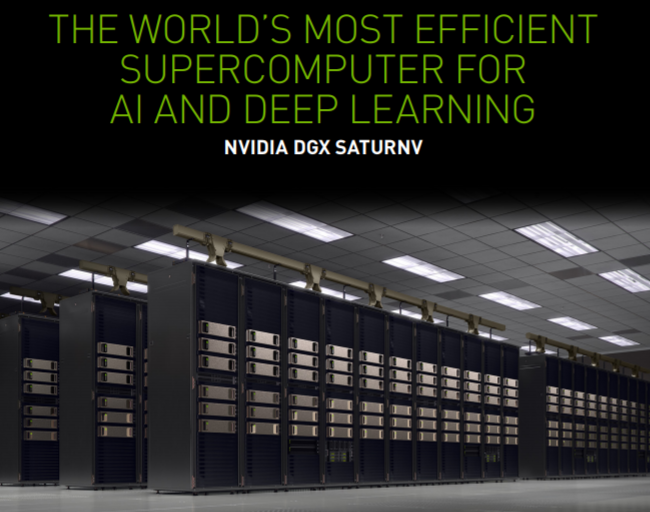 THE WORLD'S MOST EFFICIENT
SUPERCOMPUTER FOR
AI AND DEEP LEARNING
NVIDIA DGX SATURNV